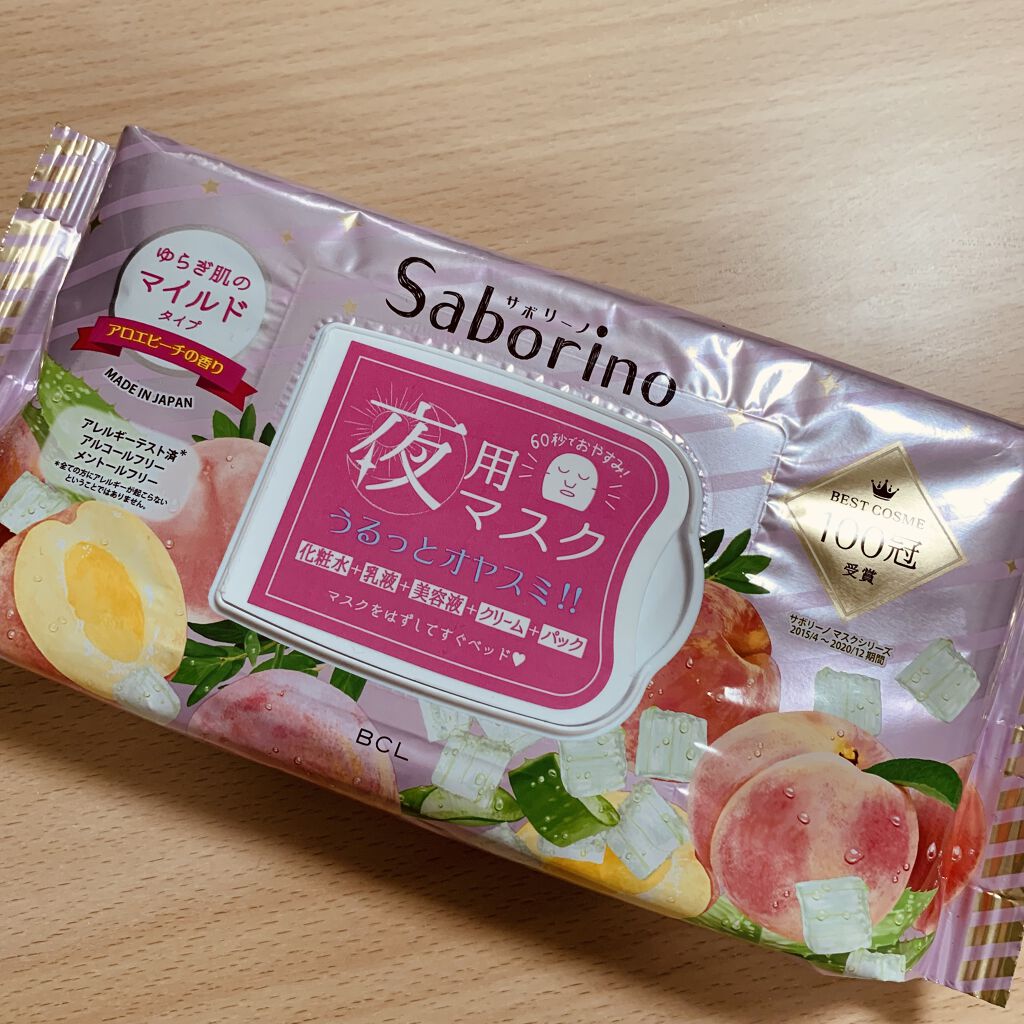 ゆらぎ肌の
マイルド
タイプ
アロエピーチの香り
MADE IN JAPAN
アレルギーテスト済*
アルコールフリー
メントールフリー
*全ての方にアレルギーが起こらない
ということではありません。
サボリーノ
Saborino
60秒でおやすみ!
夜用
マスク
うるっとオヤスミ!!
化粧水+乳液+美容液+クリーム+パック
マスクをはずしてすぐベッド♥
BEST COSME
100冠
受賞
サボリーノ マスクシリーズ
2015/4～2020/12 期間
BCL